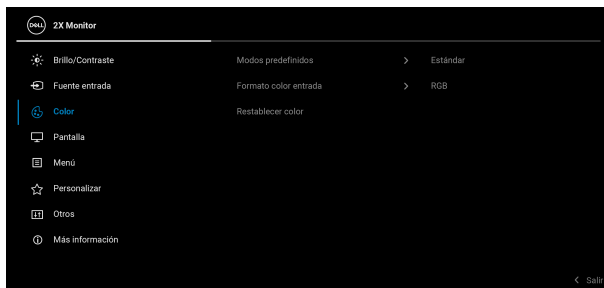 DELL 2X Monitor
Brillo/Contraste Modos predefinidos > Estándar
Fuente entrada Formato color entrada > RGB
Color Restablecer color
Pantalla
Menú
Personalizar
Otros
Más información
< Salir